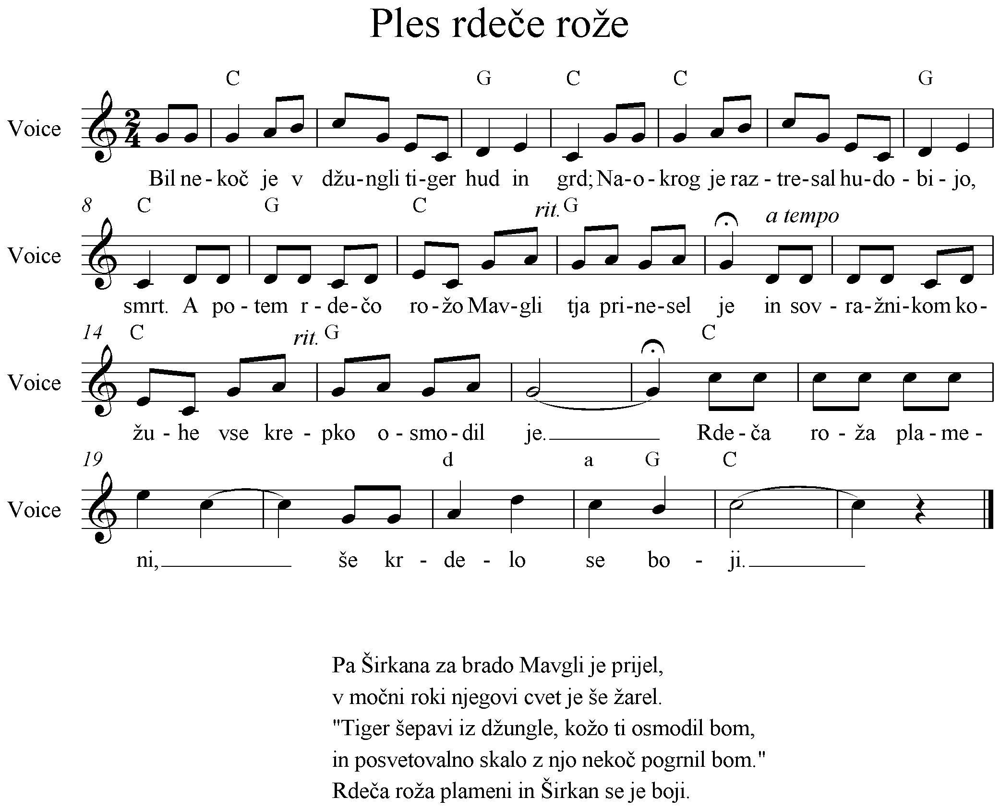 Ples rdeče rože
C G C C G
Voice
2
4
Bil ne - koč je v džu - ngli ti - ger hud in grd; Na - o - krog je raz - tre - sal hu - do - bi - jo,
8 C G C rit. G a tempo
Voice
smrt. A po - tem r - de - čo ro - žo Mav - gli tja pri - ne - sel je in sov - ra - žni - kom ko -
14 C rit. G C
Voice
žu - he vse kre - pko o - smo - dil je. Rde - ča ro - ža pla - me -
19 d a G C
Voice
ni, še kr - de - lo se bo - ji.
Pa Širkana za brado Mavgli je prijel,
v močni roki njegovi cvet je še žarel.
"Tiger šepavi iz džungle, kožo ti osmodil bom,
in posvetovalno skalo z njo nekoč pogrnil bom."
Rdeča roža plameni in Širkan se je boji.